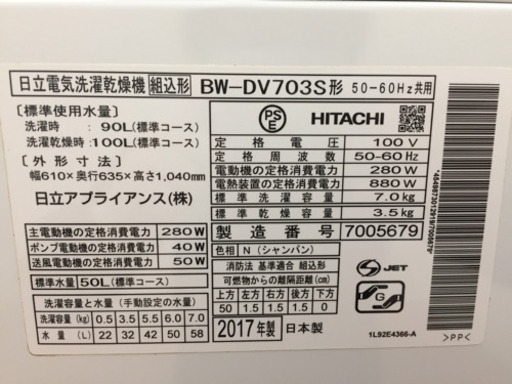 日立電気洗濯乾燥機 組込形 BW-DV703S形 50-60Hz共用
[標準使用水量]
洗濯時 : 90L(標準コース)
洗濯乾燥時:100L(標準コース)
[外形寸法]
幅610×奥行635×高さ1,040mm
日立アプライアンス(株)
主電動機の定格消費電力 280W
ポンプ電動機の定格消費電力 40W
送風電動機の定格消費電力 50W
標準水量50L(標準コース)
洗濯容量と水量(手動設定の水量)
洗濯容量(kg) 0.5 3.5 5.5 6.0 7.0
水量(L) 22 32 42 50 58
PSE
HITACHI
定格電圧 100V
定格周波数 50-60Hz
電動機の定格消費電力 280W
電熱装置の定格消費電力 880W
標準洗濯容量 7.0kg
標準乾燥容量 3.5kg
製造番号 7005679
色相 N(シャンパン)
消防法 基準適合 組込形
可燃物からの離隔距離(cm)
上方 左方 右方 前方 後方 下方
50 1.5 1.5 5 1.5 0
2017年製 日本製
S JET
G
1L92E4366-A
>PP<